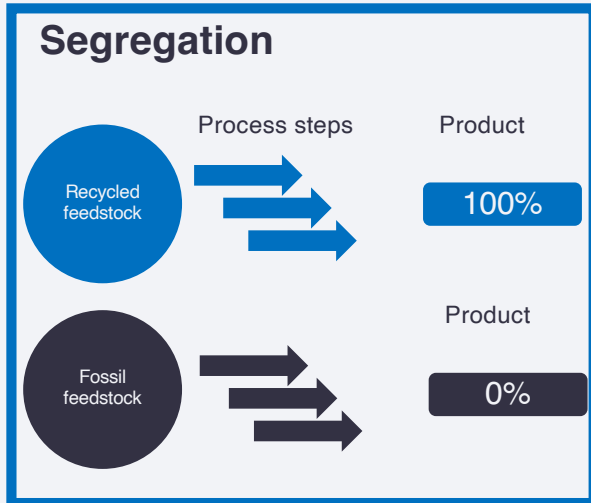 Segregation
Process steps
Product
Recycled
feedstock
100%
Product
Fossil
feedstock
0%